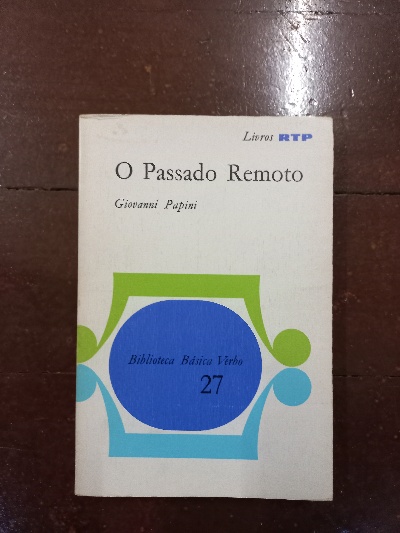 Livros RTP
O Passado Remoto
Giovanni Papini
Biblioteca Básica Verbo
27